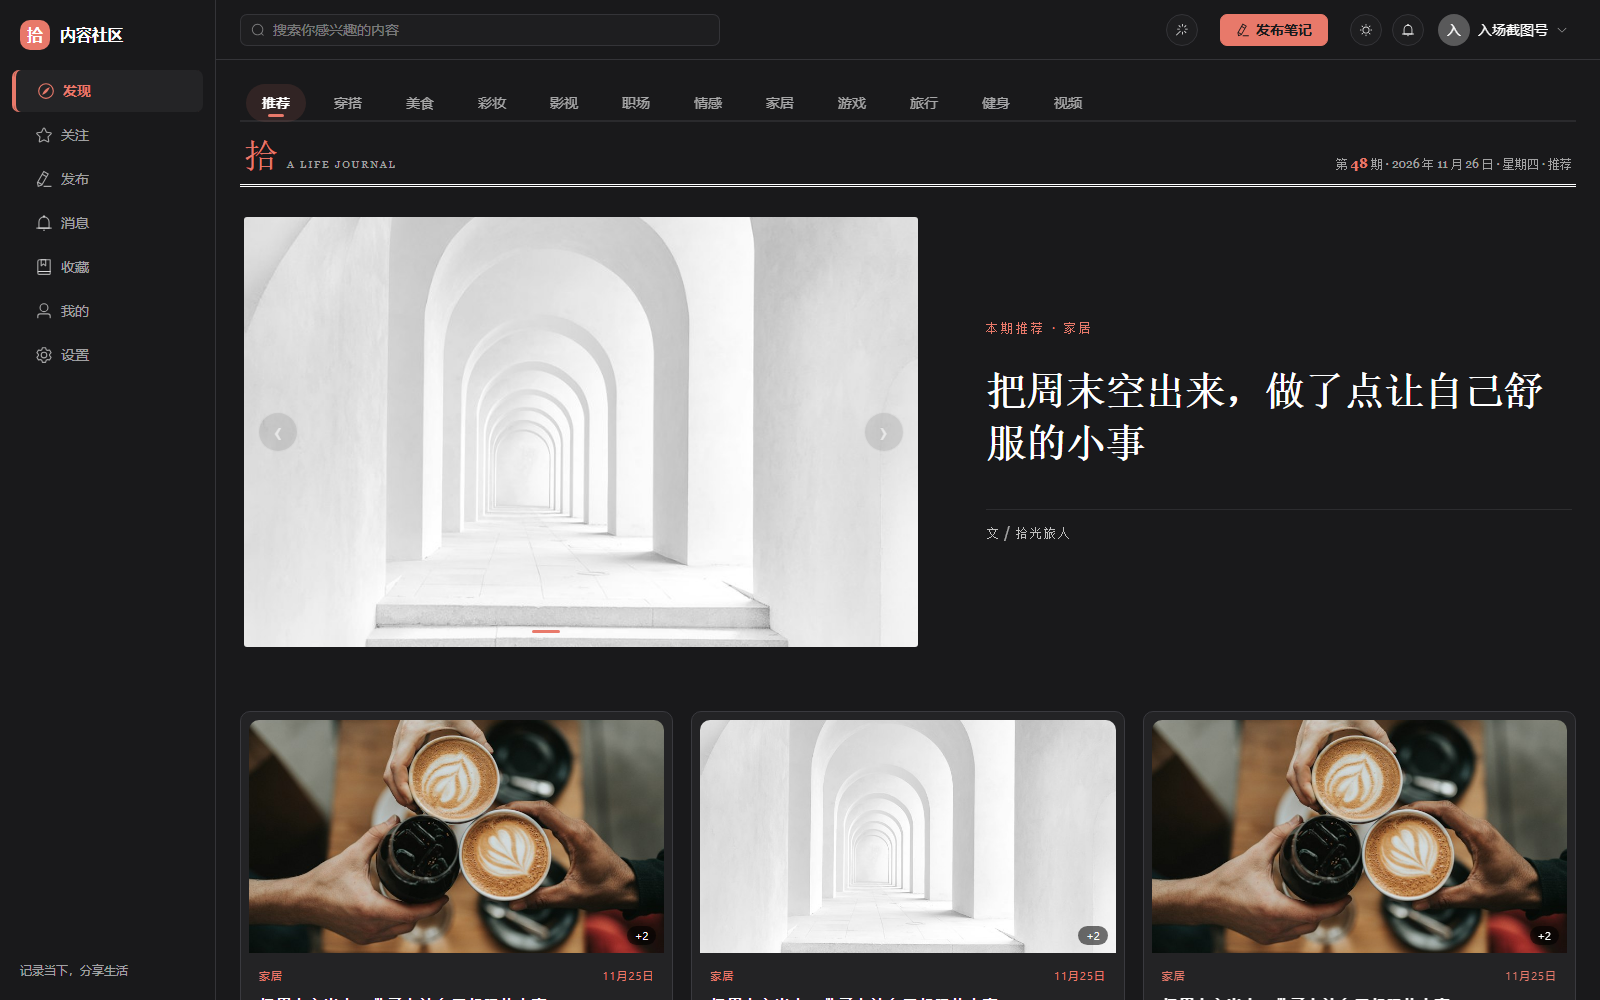 拾 内容社区
搜索你感兴趣的内容
发布笔记
入 入场截图号
发现
关注
发布
消息
收藏
我的
设置
记录当下，分享生活
推荐 穿搭 美食 彩妆 影视 职场 情感 家居 游戏 旅行 健身 视频
拾 A LIFE JOURNAL
第 48 期 · 2026 年 11 月 26 日 · 星期四 · 推荐
本期推荐 · 家居
把周末空出来，做了点让自己舒
服的小事
文 / 拾光旅人
+2
+2
+2
家居 11月25日
家居 11月25日
家居 11月25日